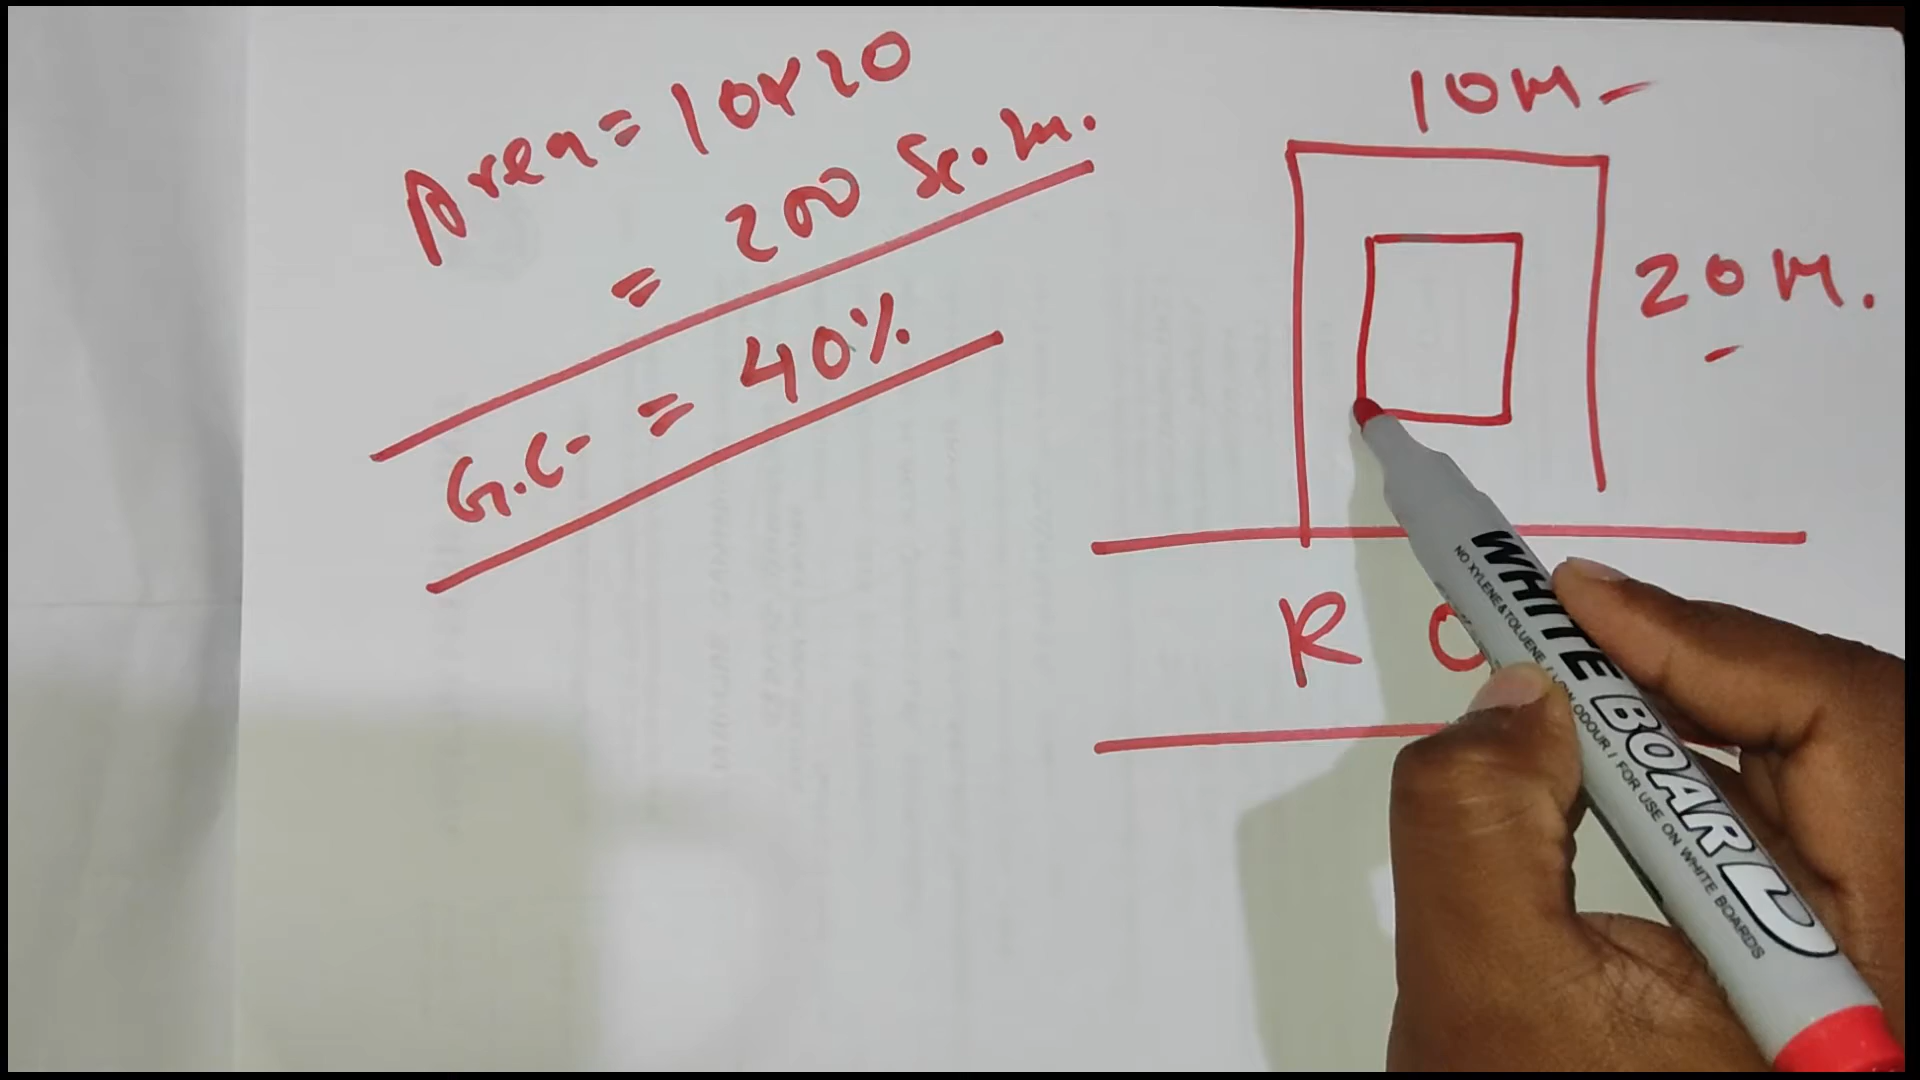 Area = 10x20
= 200 Sq.m.
G.C- = 40%
10M -
20M.
R O
WHITE BOARD
NO XYLENE&TOLUENE / LOW ODOUR / FOR USE ON WHITE BOARDS